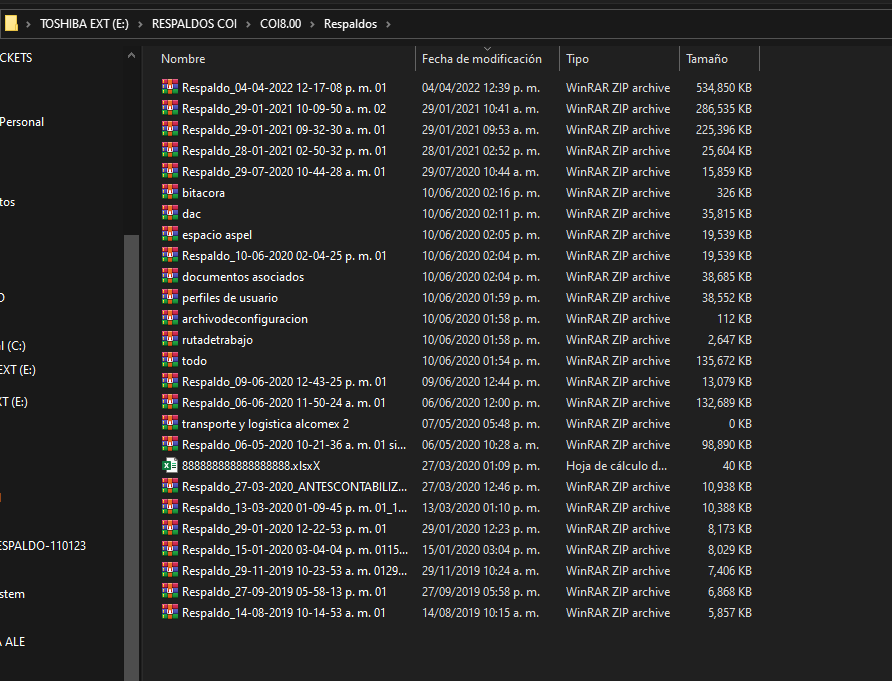 TOSHIBA EXT (E:) > RESPALDOS COI > COI8.00 > Respaldos >
CKETS
Personal
tos
O
l (C:)
EXT (E:)
XT (E:)
ESPALDO-110123
stem
A ALE
Nombre Fecha de modificación Tipo Tamaño
Respaldo_04-04-2022 12-17-08 p. m. 01 04/04/2022 12:39 p. m. WinRAR ZIP archive 534,850 KB
Respaldo_29-01-2021 10-09-50 a. m. 02 29/01/2021 10:41 a. m. WinRAR ZIP archive 286,535 KB
Respaldo_29-01-2021 09-32-30 a. m. 01 29/01/2021 09:53 a. m. WinRAR ZIP archive 225,396 KB
Respaldo_28-01-2021 02-50-32 p. m. 01 28/01/2021 02:52 p. m. WinRAR ZIP archive 25,604 KB
Respaldo_29-07-2020 10-44-28 a. m. 01 29/07/2020 10:44 a. m. WinRAR ZIP archive 15,859 KB
bitacora 10/06/2020 02:16 p. m. WinRAR ZIP archive 326 KB
dac 10/06/2020 02:11 p. m. WinRAR ZIP archive 35,815 KB
espacio aspel 10/06/2020 02:05 p. m. WinRAR ZIP archive 19,539 KB
Respaldo_10-06-2020 02-04-25 p. m. 01 10/06/2020 02:04 p. m. WinRAR ZIP archive 19,539 KB
documentos asociados 10/06/2020 02:04 p. m. WinRAR ZIP archive 38,685 KB
perfiles de usuario 10/06/2020 01:59 p. m. WinRAR ZIP archive 38,552 KB
archivodeconfiguracion 10/06/2020 01:58 p. m. WinRAR ZIP archive 112 KB
rutadetrabajo 10/06/2020 01:58 p. m. WinRAR ZIP archive 2,647 KB
todo 10/06/2020 01:54 p. m. WinRAR ZIP archive 135,672 KB
Respaldo_09-06-2020 12-43-25 p. m. 01 09/06/2020 12:44 p. m. WinRAR ZIP archive 13,079 KB
Respaldo_06-06-2020 11-50-24 a. m. 01 06/06/2020 12:00 p. m. WinRAR ZIP archive 132,689 KB
transporte y logistica alcomex 2 07/05/2020 05:48 p. m. WinRAR ZIP archive 0 KB
Respaldo_06-05-2020 10-21-36 a. m. 01 si... 06/05/2020 10:28 a. m. WinRAR ZIP archive 98,890 KB
888888888888888888.xlsxX 27/03/2020 01:09 p. m. Hoja de cálculo d... 40 KB
Respaldo_27-03-2020_ANTESCONTABILIZ... 27/03/2020 12:46 p. m. WinRAR ZIP archive 10,938 KB
Respaldo_13-03-2020 01-09-45 p. m. 01_1... 13/03/2020 01:10 p. m. WinRAR ZIP archive 10,388 KB
Respaldo_29-01-2020 12-22-53 p. m. 01 29/01/2020 12:23 p. m. WinRAR ZIP archive 8,173 KB
Respaldo_15-01-2020 03-04-04 p. m. 0115... 15/01/2020 03:04 p. m. WinRAR ZIP archive 8,029 KB
Respaldo_29-11-2019 10-23-53 a. m. 0129... 29/11/2019 10:24 a. m. WinRAR ZIP archive 7,406 KB
Respaldo_27-09-2019 05-58-13 p. m. 01 27/09/2019 05:58 p. m. WinRAR ZIP archive 6,868 KB
Respaldo_14-08-2019 10-14-53 a. m. 01 14/08/2019 10:15 a. m. WinRAR ZIP archive 5,857 KB